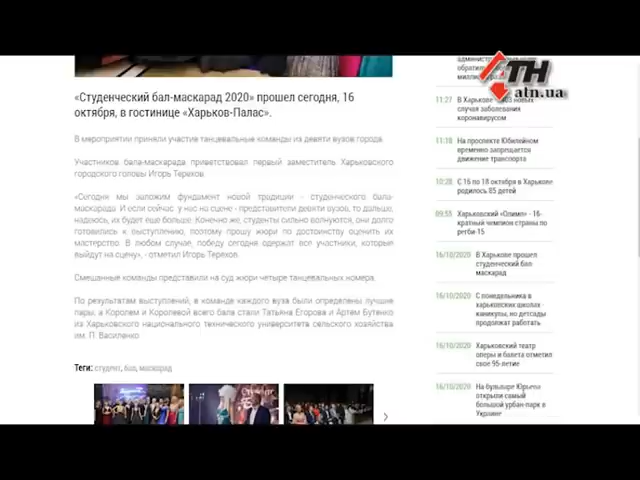 «Студенческий бал-маскарад 2020» прошел сегодня, 16
октября, в гостинице «Харьков-Палас».
В мероприятии приняли участие танцевальные команды из девяти вузов города.
Участников бала-маскарада приветствовал первый заместитель Харьковского
городского головы Игорь Терехов.
«Сегодня мы заложим фундамент новой традиции - студенческого бала-
маскарада. И если сейчас у нас на сцене - представители девяти вузов, то дальше,
надеюсь, их будет еще больше. Конечно же, студенты сильно волнуются, они долго
готовились к выступлению, поэтому прошу жюри по достоинству оценить их
мастерство. В любом случае, победу сегодня одержат все участники, которые
выйдут на сцену», - отметил Игорь Терехов.
Смешанные команды представили на суд жюри четыре танцевальных номера.
По результатам выступлений, в команде каждого вуза были определены лучшие
пары, а Королем и Королевой всего бала стали Татьяна Егорова и Артем Бутенко
из Харьковского национального технического университета сельского хозяйства
им. П. Василенко.
Теги: студент, бал, маскарад
АТН
atn.ua
обратил
11:27 В Харькове новых
случая заболевания
коронавирусом
11:18 На проспекте Юбилейном
временно запрещается
движение транспорта
10:28 С 16 по 18 октября в Харькове
родилось 85 детей
09:55 Харьковский «Олимп» - 16-
кратный чемпион страны по
регби-15
16/10/2020 В Харькове прошел
студенческий бал-
маскарад
16/10/2020 С понедельника в
харьковских школах -
каникулы, но детсады
продолжат работать
16/10/2020 Харьковский театр
оперы и балета отметил
свое 95-летие
16/10/2020 На бульваре Юрьева
открыли самый
большой урбан-парк в
Украине